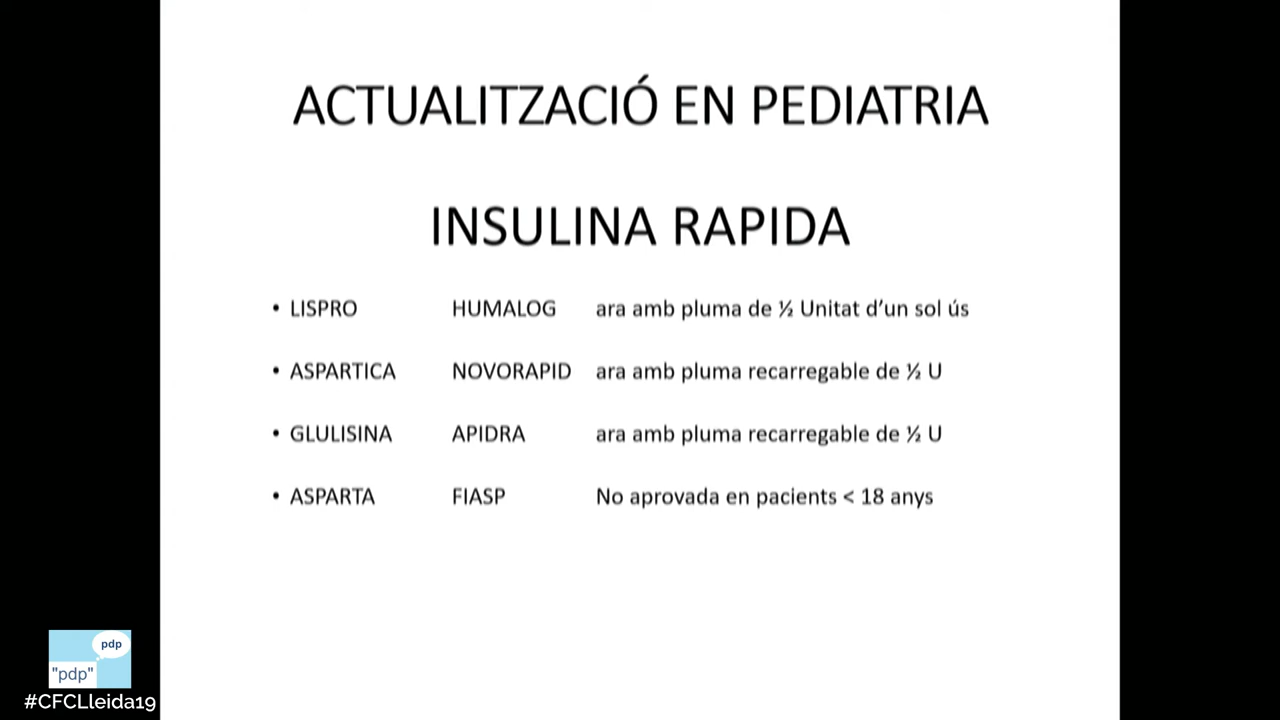 ACTUALITZACIÓ EN PEDIATRIA
INSULINA RAPIDA
• LISPRO HUMALOG ara amb pluma de ½ Unitat d’un sol ús
• ASPARTICA NOVORAPID ara amb pluma recarregable de ½ U
• GLULISINA APIDRA ara amb pluma recarregable de ½ U
• ASPARTA FIASP No aprovada en pacients < 18 anys
pdp
"pdp"
#CFCLleida19